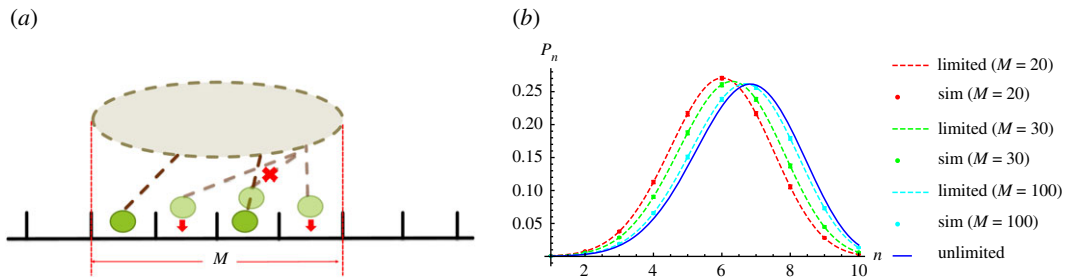 (a)
M
(b)
P_n
0.25
0.20
0.15
0.10
0.05
2
4
6
8
10
n
limited (M = 20)
sim (M = 20)
limited (M = 30)
sim (M = 30)
limited (M = 100)
sim (M = 100)
unlimited